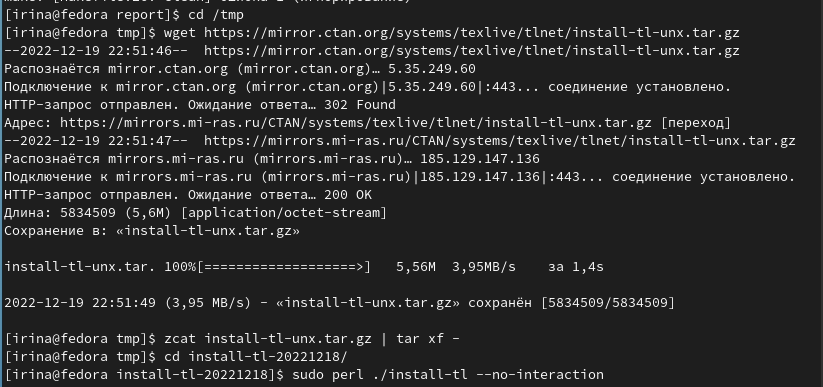 [irina@fedora report]$ cd /tmp
[irina@fedora tmp]$ wget https://mirror.ctan.org/systems/texlive/tlnet/install-tl-unx.tar.gz
--2022-12-19 22:51:46--  https://mirror.ctan.org/systems/texlive/tlnet/install-tl-unx.tar.gz
Распознаётся mirror.ctan.org (mirror.ctan.org)… 5.35.249.60
Подключение к mirror.ctan.org (mirror.ctan.org)|5.35.249.60|:443... соединение установлено.
HTTP-запрос отправлен. Ожидание ответа… 302 Found
Адрес: https://mirrors.mi-ras.ru/CTAN/systems/texlive/tlnet/install-tl-unx.tar.gz [переход]
--2022-12-19 22:51:47--  https://mirrors.mi-ras.ru/CTAN/systems/texlive/tlnet/install-tl-unx.tar.gz
Распознаётся mirrors.mi-ras.ru (mirrors.mi-ras.ru)… 185.129.147.136
Подключение к mirrors.mi-ras.ru (mirrors.mi-ras.ru)|185.129.147.136|:443... соединение установлено.
HTTP-запрос отправлен. Ожидание ответа… 200 OK
Длина: 5834509 (5,6M) [application/octet-stream]
Сохранение в: «install-tl-unx.tar.gz»
install-tl-unx.tar. 100%[===================>]   5,56M  3,95MB/s    за 1,4s
2022-12-19 22:51:49 (3,95 MB/s) - «install-tl-unx.tar.gz» сохранён [5834509/5834509]
[irina@fedora tmp]$ zcat install-tl-unx.tar.gz | tar xf -
[irina@fedora tmp]$ cd install-tl-20221218/
[irina@fedora install-tl-20221218]$ sudo perl ./install-tl --no-interaction